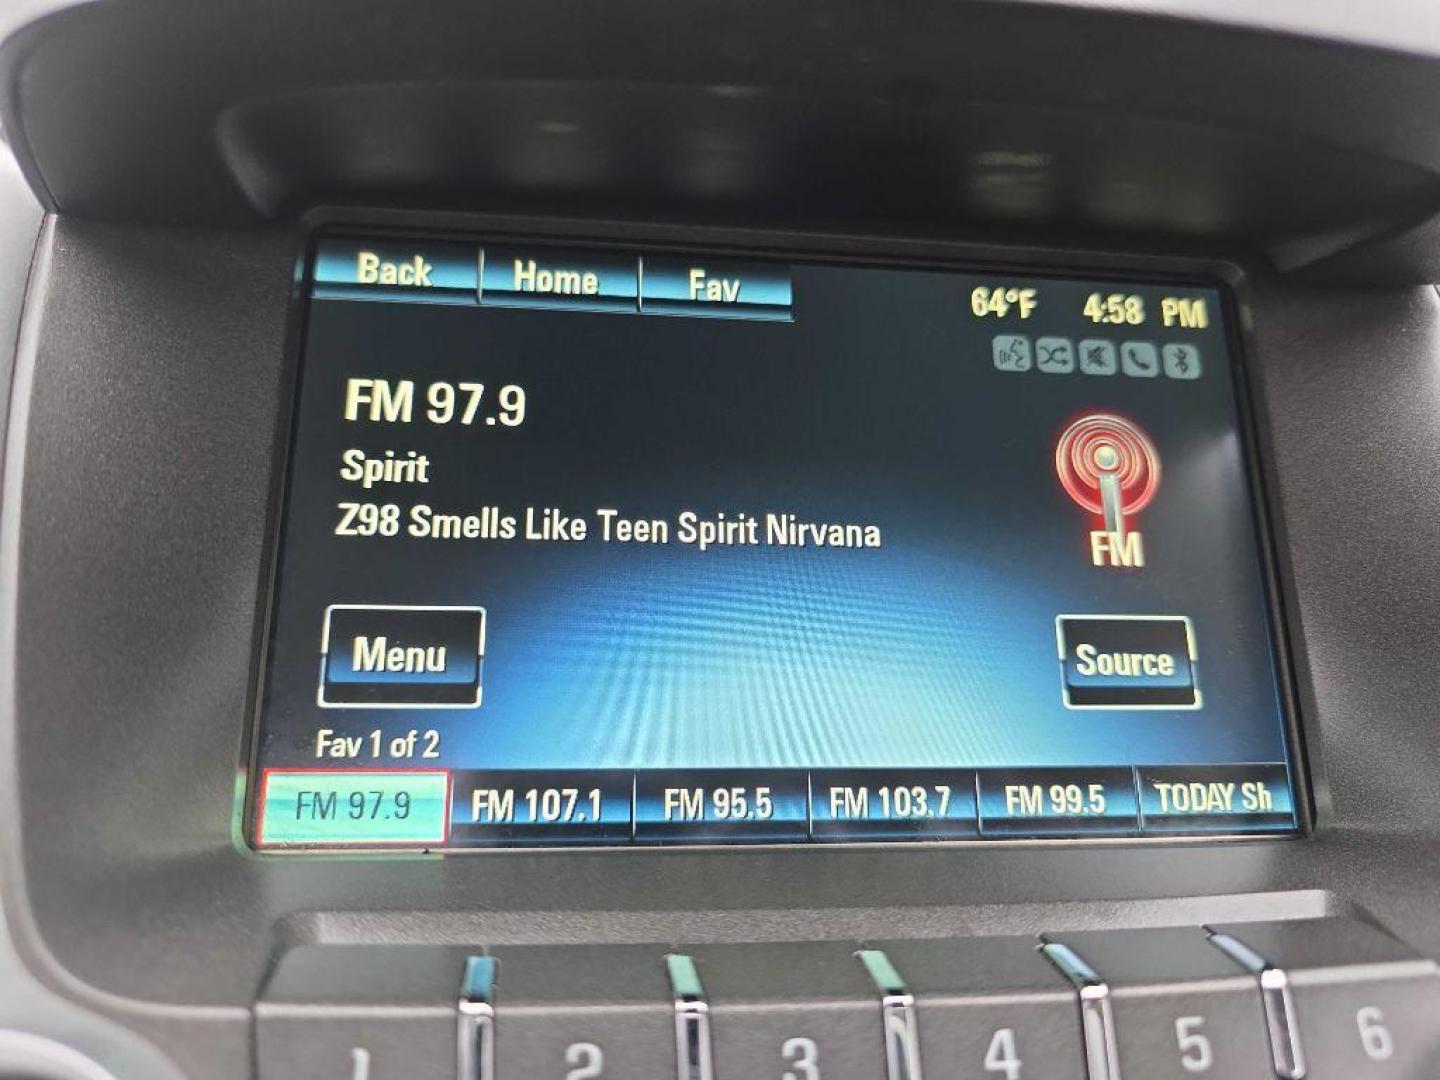 Back Home Fav 64°F 4:58 PM
FM 97.9
Spirit
Z98 Smells Like Teen Spirit Nirvana
FM
Menu Source
Fav 1 of 2
FM 97.9 FM 107.1 FM 95.5 FM 103.7 FM 99.5 TODAY Sh
1 2 3 4 5 6